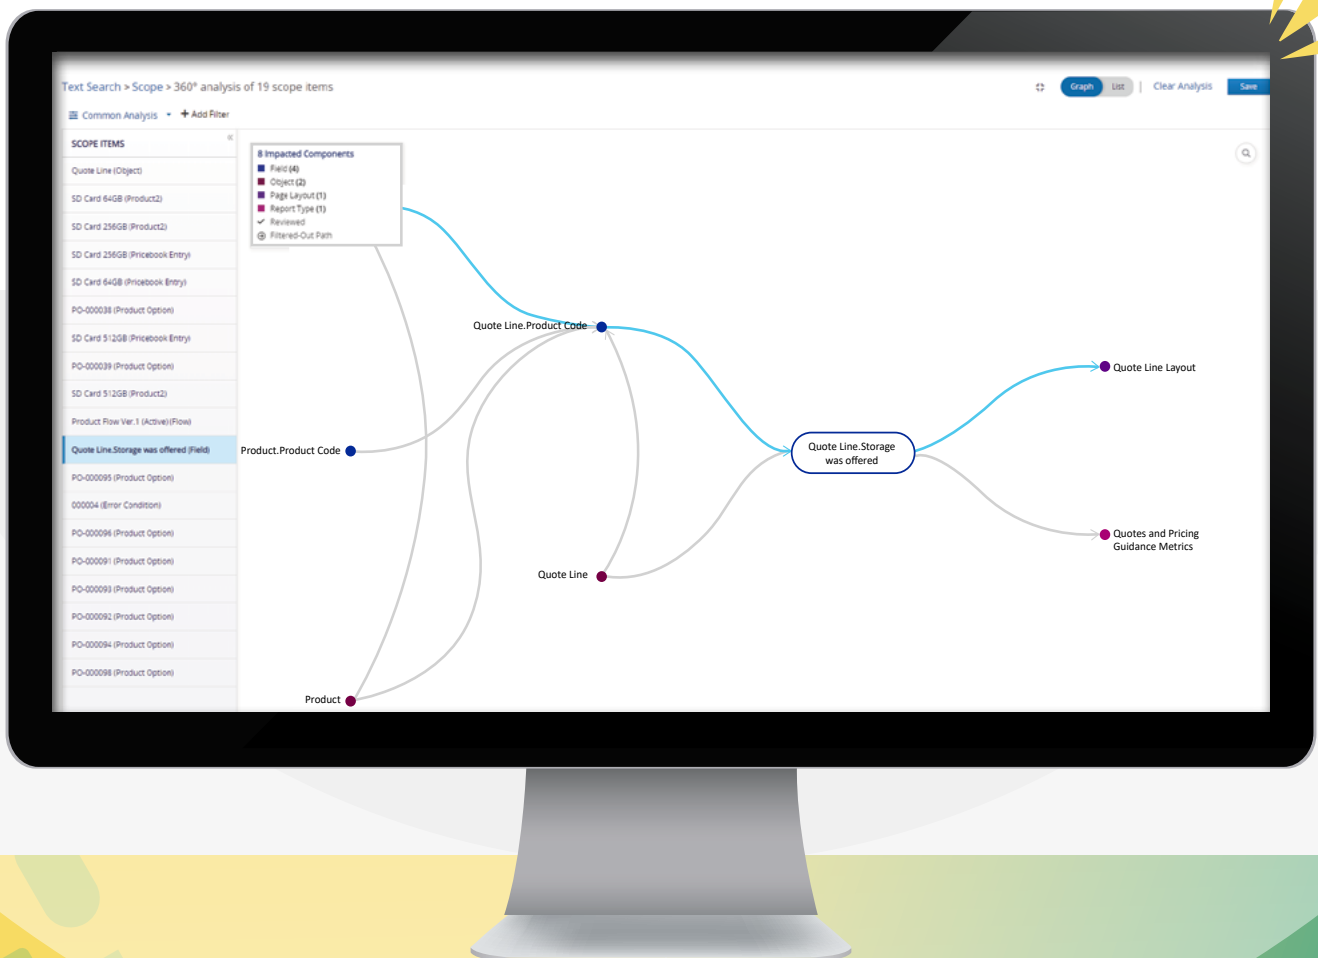 Text Search > Scope > 360° analysis of 19 scope items
Graph
List
Clear Analysis
Save
Common Analysis
+ Add Filter
SCOPE ITEMS
Quote Line (Object)
SD Card 64GB (Product2)
SD Card 256GB (Product2)
SD Card 256GB (Pricebook Entry)
SD Card 64GB (Pricebook Entry)
PO-000038 (Product Option)
SD Card 512GB (Pricebook Entry)
PO-000039 (Product Option)
SD Card 512GB (Product2)
Product Flow Ver.1 (Active) (Flow)
Quote Line.Storage was offered (Field)
PO-000095 (Product Option)
000004 (Error Condition)
PO-000096 (Product Option)
PO-000091 (Product Option)
PO-000093 (Product Option)
PO-000092 (Product Option)
PO-000094 (Product Option)
PO-000098 (Product Option)
8 Impacted Components
Field (4)
Object (2)
Page Layout (1)
Report Type (1)
Reviewed
Filtered-Out Path
Quote Line.Product Code
Quote Line Layout
Product.Product Code
Quote Line.Storage
was offered
Quotes and Pricing
Guidance Metrics
Quote Line
Product